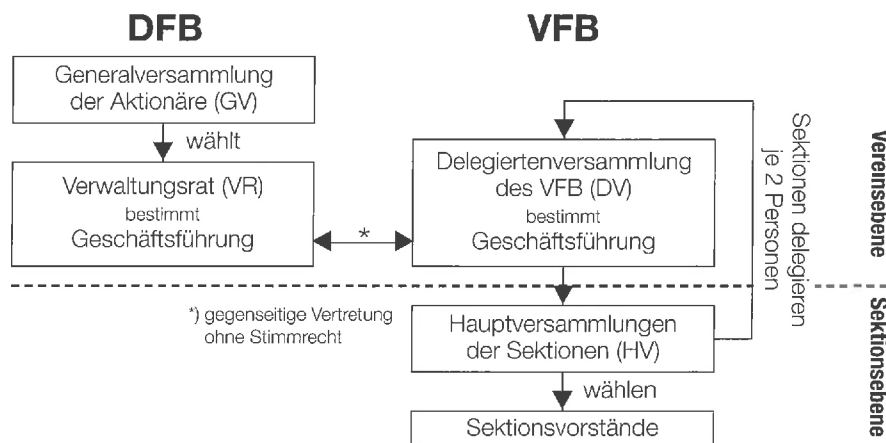 DFB
VFB
Generalversammlung
der Aktionäre (GV)
wählt
Verwaltungsrat (VR)
bestimmt
Geschäftsführung
*
Delegiertenversammlung
des VFB (DV)
bestimmt
Geschäftsführung
Sektionen delegieren
je 2 Personen
Vereinsebene
*) gegenseitige Vertretung
ohne Stimmrecht
Hauptversammlungen
der Sektionen (HV)
wählen
Sektionsvorstände
Sektionsebene